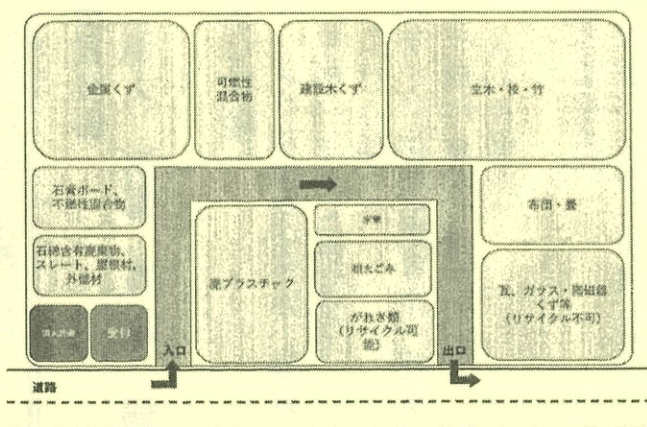 金属くず
可燃性
混合物
建設木くず
立木・枝・竹
石膏ボード、
不燃性混合物
石綿含有廃棄物、
スレート、屋根材、
外壁材
受付
廃プラスチック
家電
粗大ごみ
がれき類
(リサイクル可
能)
布団・畳
瓦、ガラス・陶磁器
くず等
(リサイクル不可)
入口
出口
道路